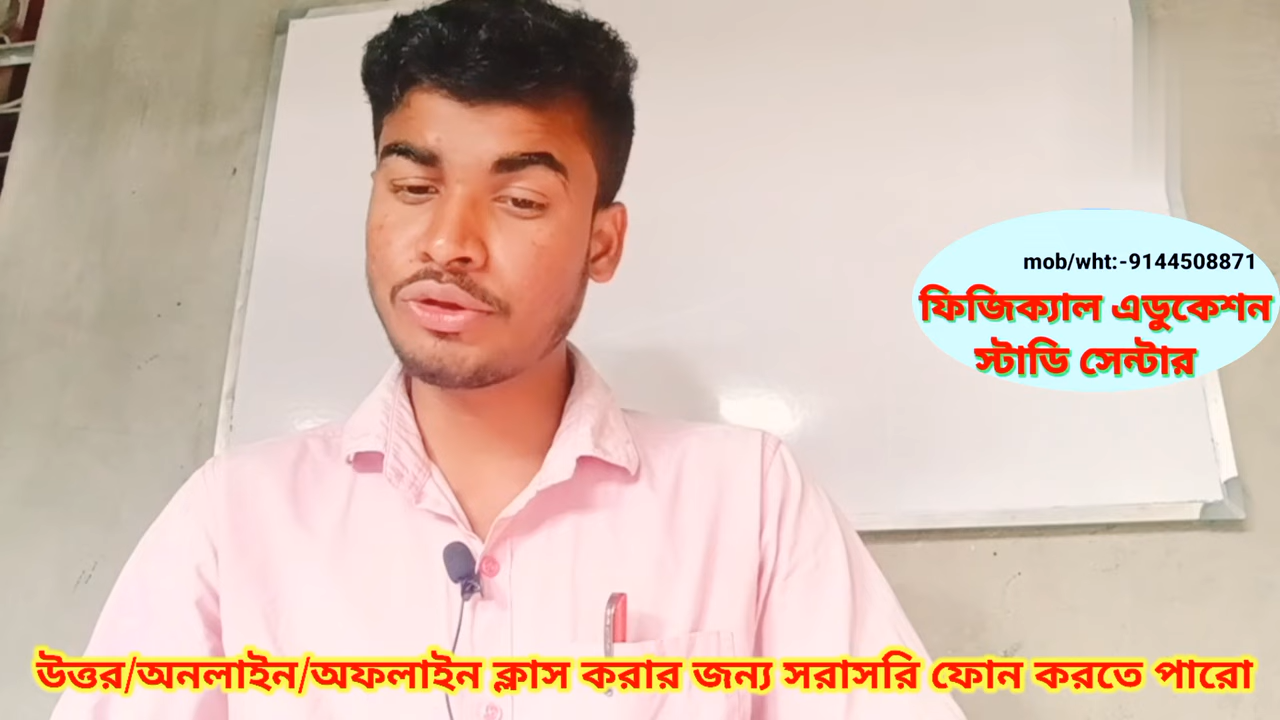 mob/wht:-9144508871
ফিজিক্যাল এডুকেশন
স্টাডি সেন্টার
উত্তর/অনলাইন/অফলাইন ক্লাস করার জন্য সরাসরি ফোন করতে পারো